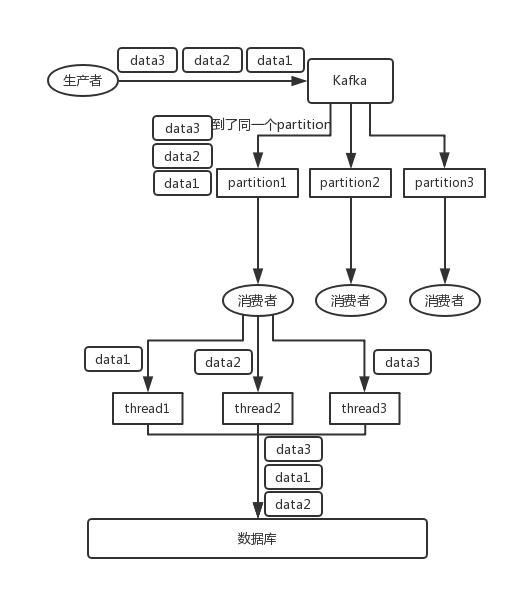 data3 data2 data1
生产者
Kafka
data3
到了同一个partition
data2
data1
partition1 partition2 partition3
消费者 消费者 消费者
data1 data2 data3
thread1 thread2 thread3
data3
data1
data2
数据库